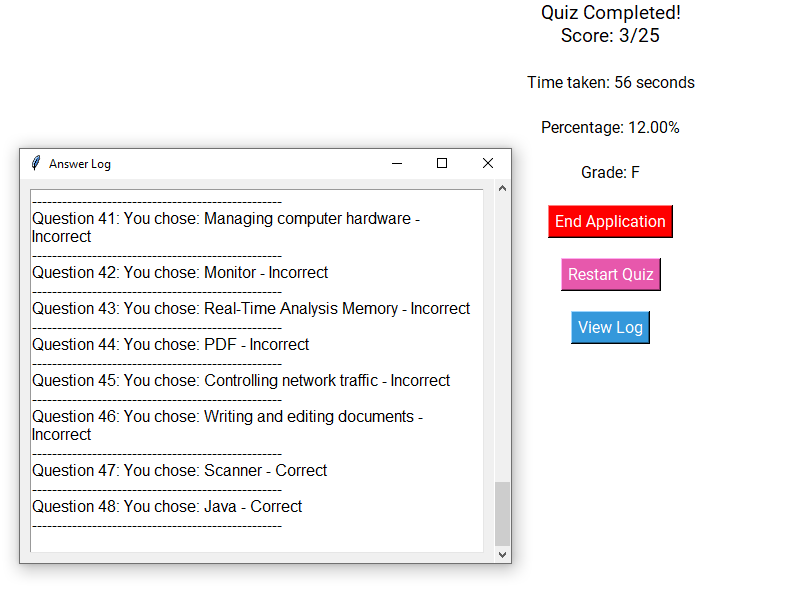 Quiz Completed!
Score: 3/25
Time taken: 56 seconds
Percentage: 12.00%
Grade: F
End Application
Restart Quiz
View Log
Answer Log
--------------------------------------------------
Question 41: You chose: Managing computer hardware -
Incorrect
--------------------------------------------------
Question 42: You chose: Monitor - Incorrect
--------------------------------------------------
Question 43: You chose: Real-Time Analysis Memory - Incorrect
--------------------------------------------------
Question 44: You chose: PDF - Incorrect
--------------------------------------------------
Question 45: You chose: Controlling network traffic - Incorrect
--------------------------------------------------
Question 46: You chose: Writing and editing documents -
Incorrect
--------------------------------------------------
Question 47: You chose: Scanner - Correct
--------------------------------------------------
Question 48: You chose: Java - Correct
--------------------------------------------------